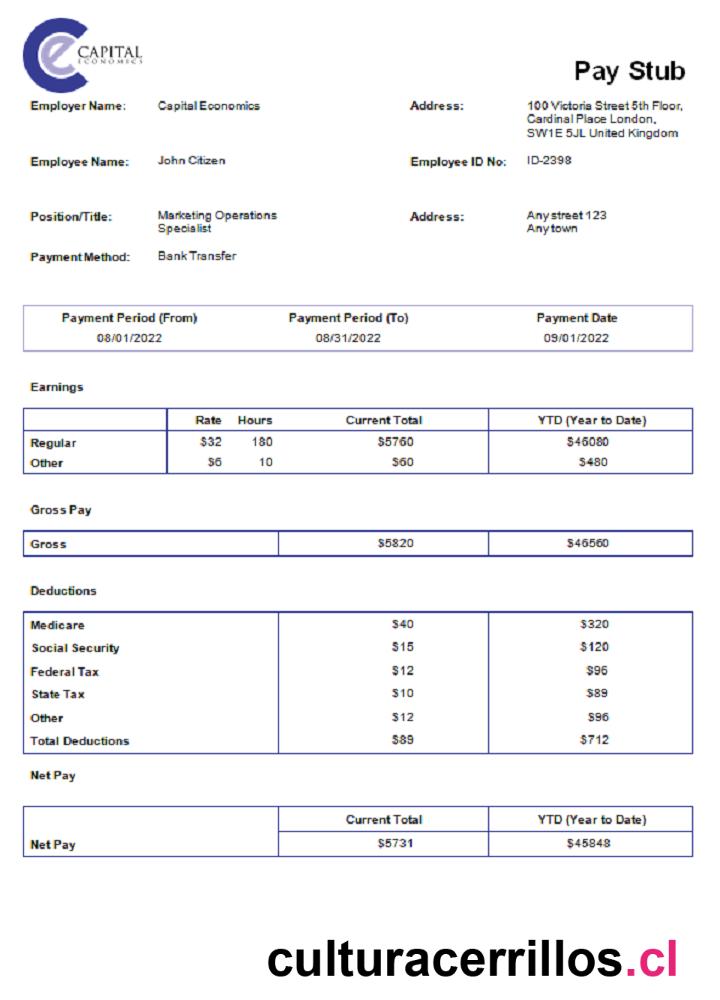 CAPITAL
ECONOMICS
Pay Stub
Employer Name: Capital Economics Address: 100 Victoria Street 5th Floor,
Cardinal Place London,
SW1E 5JL United Kingdom
Employee Name: John Citizen Employee ID No: ID-2398
Position/Title: Marketing Operations Address: Any street 123
Specialist Any town
Payment Method: Bank Transfer
Payment Period (From) Payment Period (To) Payment Date
08/01/2022 08/31/2022 09/01/2022
Earnings
Rate Hours Current Total YTD (Year to Date)
Regular $32 180 $5760 $46080
Other $6 10 $60 $480
Gross Pay
Gross $5820 $46560
Deductions
Medicare $40 $320
Social Security $15 $120
Federal Tax $12 $96
State Tax $10 $89
Other $12 $96
Total Deductions $89 $712
Net Pay
Current Total YTD (Year to Date)
Net Pay $5731 $45848
culturacerrillos.cl